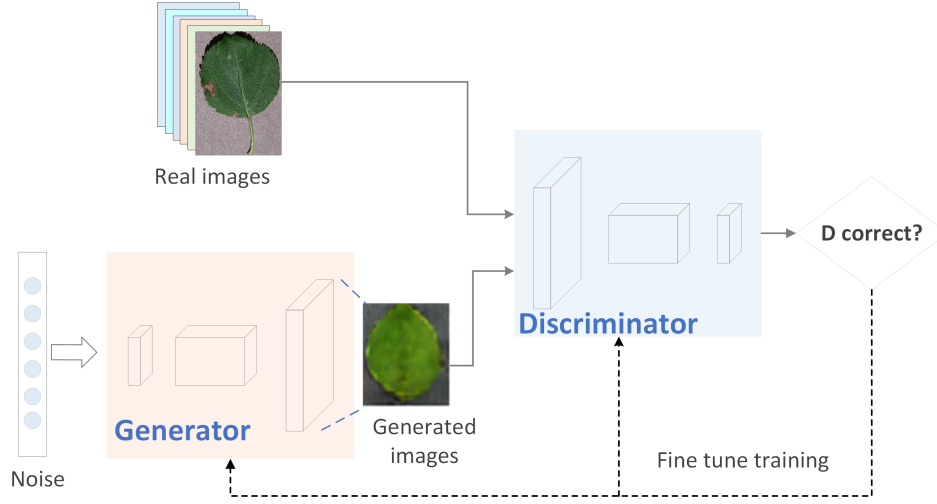 Real images
D correct?
Discriminator
Generator
Generated
images
Noise
Fine tune training